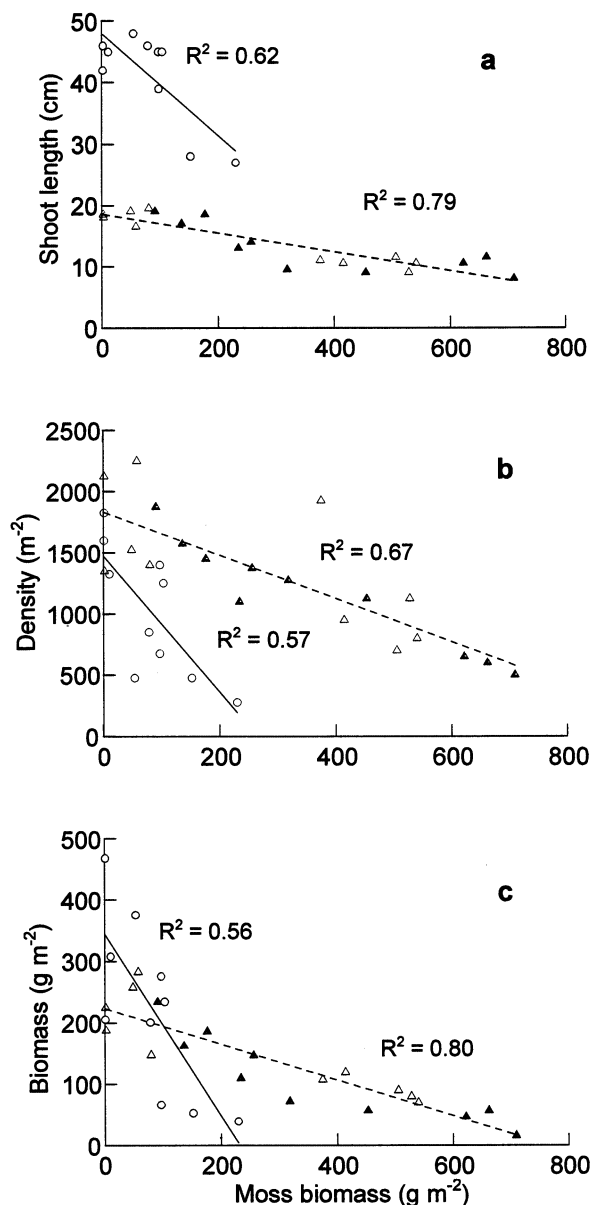 50
40
30
20
10
0
Shoot length (cm)
R² = 0.62
a
R² = 0.79
0 200 400 600 800
2500
2000
1500
1000
500
0
Density (m⁻²)
b
R² = 0.67
R² = 0.57
0 200 400 600 800
500
400
300
200
100
0
Biomass (g m⁻²)
c
R² = 0.56
R² = 0.80
0 200 400 600 800
Moss biomass (g m⁻²)